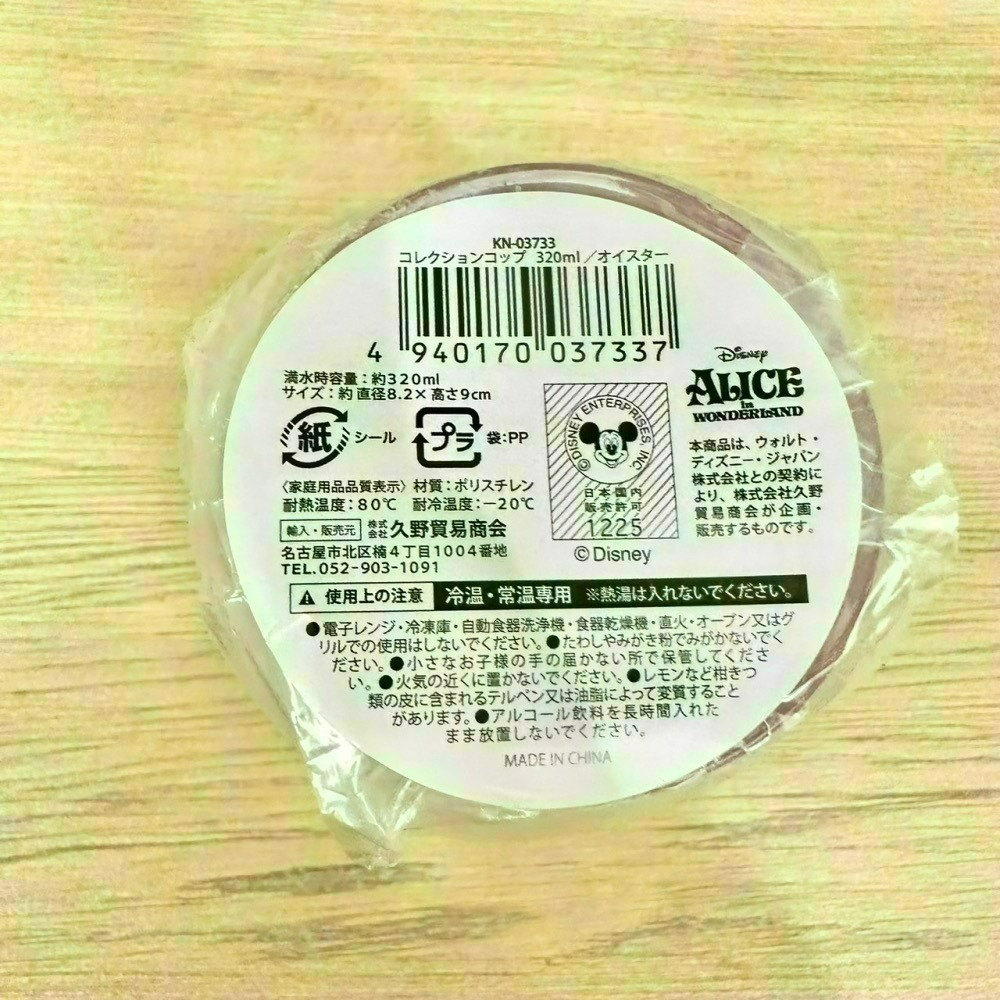 KN-03733
コレクションコップ 320ml／オイスター
4 940170 037337
満水時容量：約320ml
サイズ：約 直径8.2×高さ9cm
紙 シール プラ 袋：PP
〈家庭用品品質表示〉 材質：ポリスチレン
耐熱温度：80℃ 耐冷温度：－20℃
輸入・販売元 株式会社 久野貿易商会
名古屋市北区楠4丁目1004番地
TEL.052-903-1091
©DISNEY ENTERPRISES, INC.
日本国内
販売許可
1225
©Disney
Disney
ALICE
in
WONDERLAND
本商品は、ウォルト・
ディズニー・ジャパン
株式会社との契約に
より、株式会社久野
貿易商会が企画・
販売するものです。
使用上の注意 冷温・常温専用 ※熱湯は入れないでください。
●電子レンジ・冷凍庫・自動食器洗浄機・食器乾燥機・直火・オーブン又はグ
リルでの使用はしないでください。●たわしやみがき粉でみがかないでく
ださい。●小さなお子様の手の届かない所で保管してくださ
い。●火気の近くに置かないでください。●レモンなど柑きつ
類の皮に含まれるテルペン又は油脂によって変質すること
があります。●アルコール飲料を長時間入れた
まま放置しないでください。
MADE IN CHINA